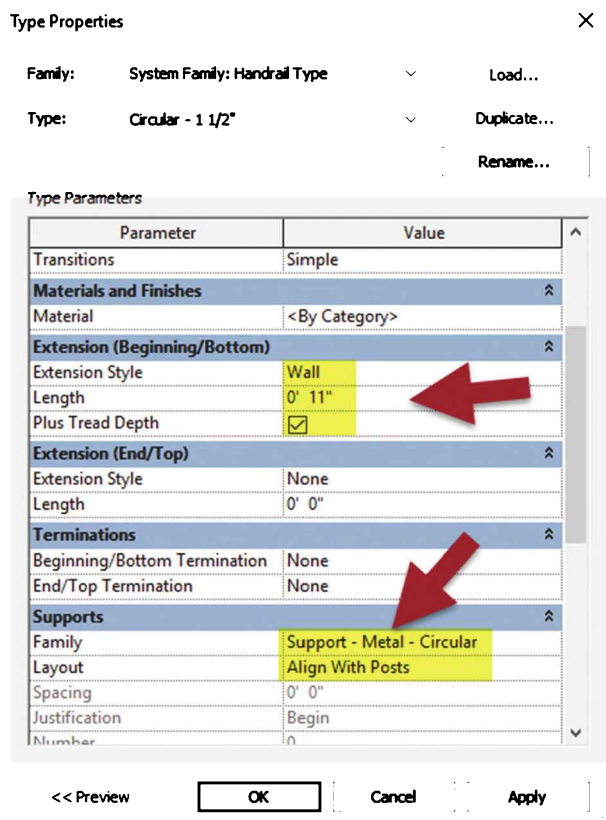 Type Properties
Family: System Family: Handrail Type Load...
Type: Circular - 1 1/2" Duplicate...
Rename...
Type Parameters
Parameter Value
Transitions Simple
Materials and Finishes
Material <By Category>
Extension (Beginning/Bottom)
Extension Style Wall
Length 0' 11"
Plus Tread Depth
Extension (End/Top)
Extension Style None
Length 0' 0"
Terminations
Beginning/Bottom Termination None
End/Top Termination None
Supports
Family Support - Metal - Circular
Layout Align With Posts
Spacing 0' 0"
Justification Begin
Number 0
<< Preview OK Cancel Apply